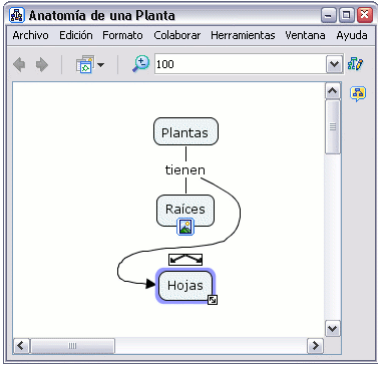 Anatomía de una Planta
Archivo Edición Formato Colaborar Herramientas Ventana Ayuda
100
Plantas
tienen
Raíces
Hojas